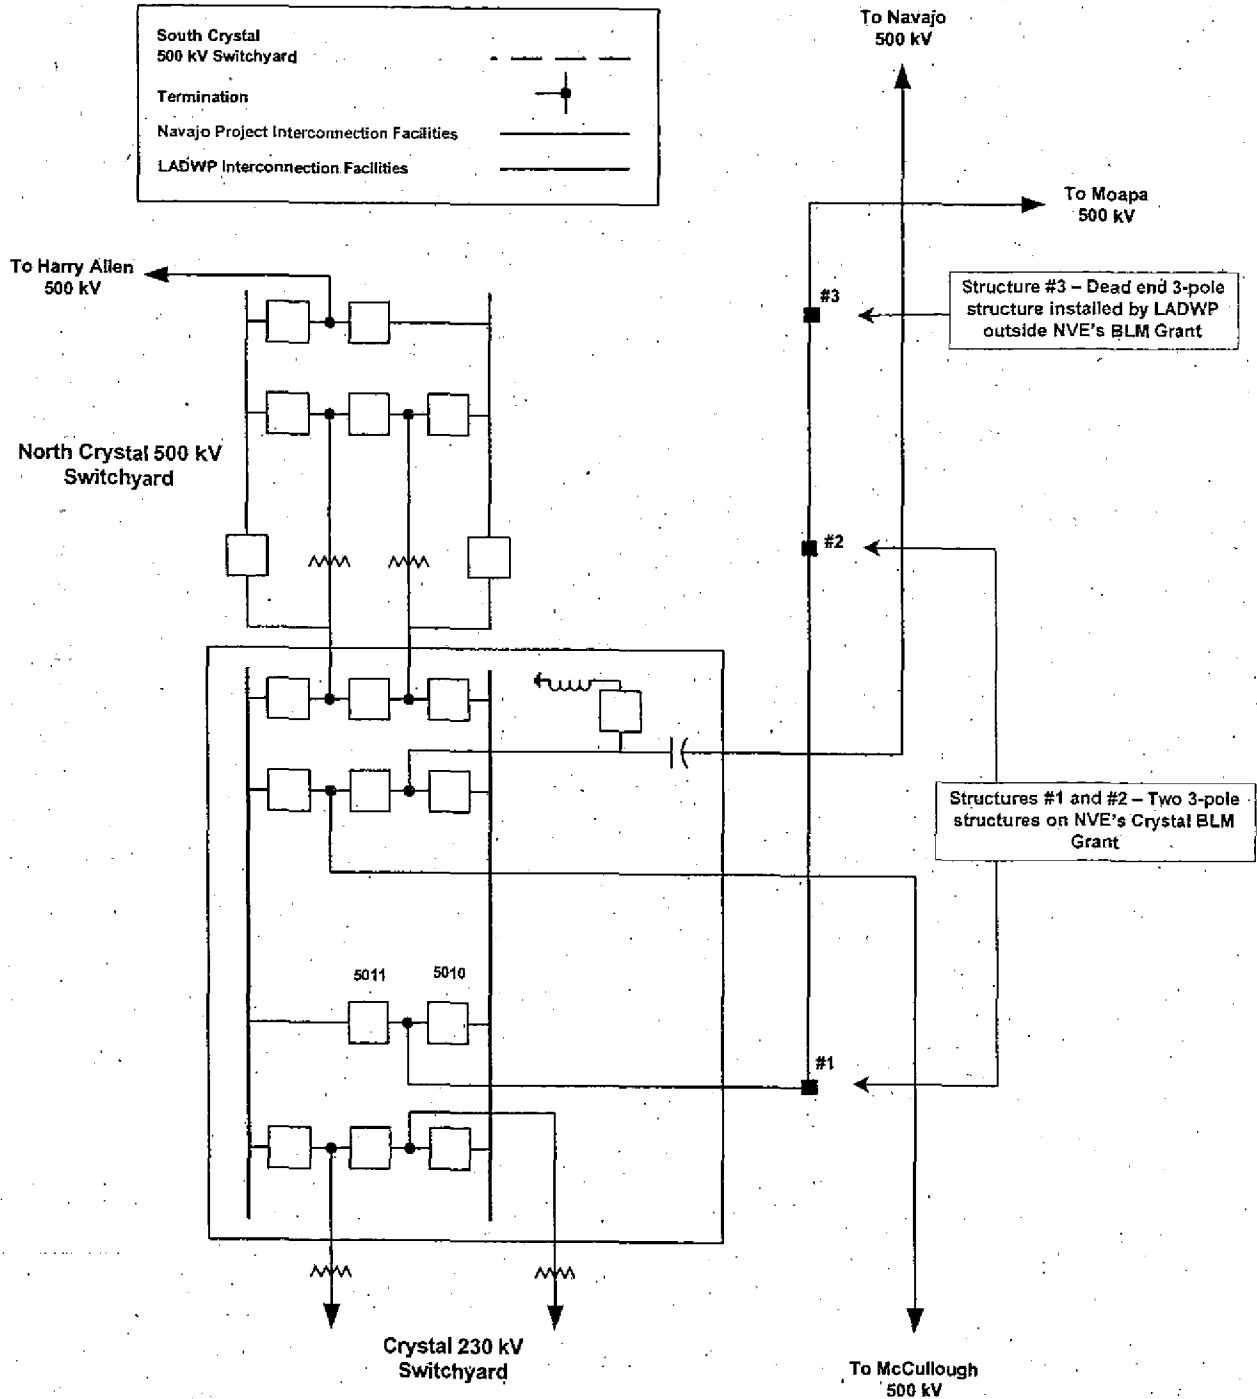 South Crystal
500 kV Switchyard
Termination
Navajo Project Interconnection Facilities
LADWP Interconnection Facilities
To Navajo
500 kV
To Moapa
500 kV
To Harry Allen
500 kV
#3
Structure #3 – Dead end 3-pole
structure installed by LADWP
outside NVE's BLM Grant
North Crystal 500 kV
Switchyard
#2
Structures #1 and #2 – Two 3-pole
structures on NVE's Crystal BLM
Grant
5011
5010
#1
Crystal 230 kV
Switchyard
To McCullough
500 kV